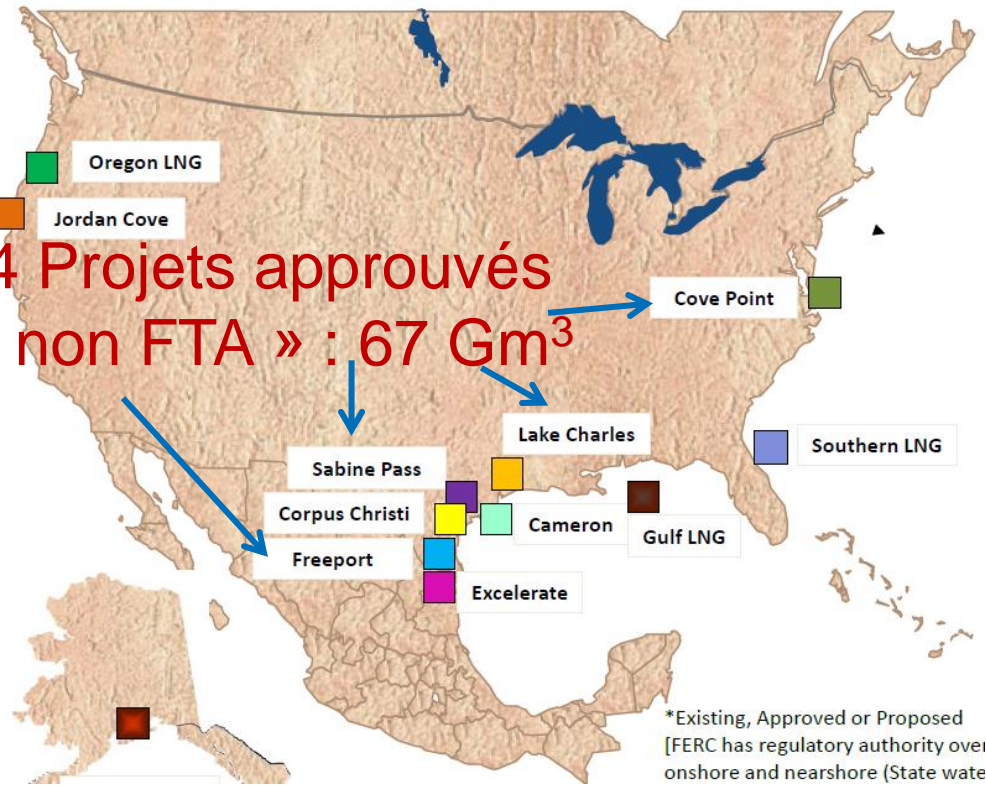 Oregon LNG
Jordan Cove
4 Projets approuvés
non FTA » : 67 Gm³
Cove Point
Lake Charles
Southern LNG
Sabine Pass
Corpus Christi
Cameron
Gulf LNG
Freeport
Excelerate
*Existing, Approved or Proposed
[FERC has regulatory authority over
onshore and nearshore (State wate